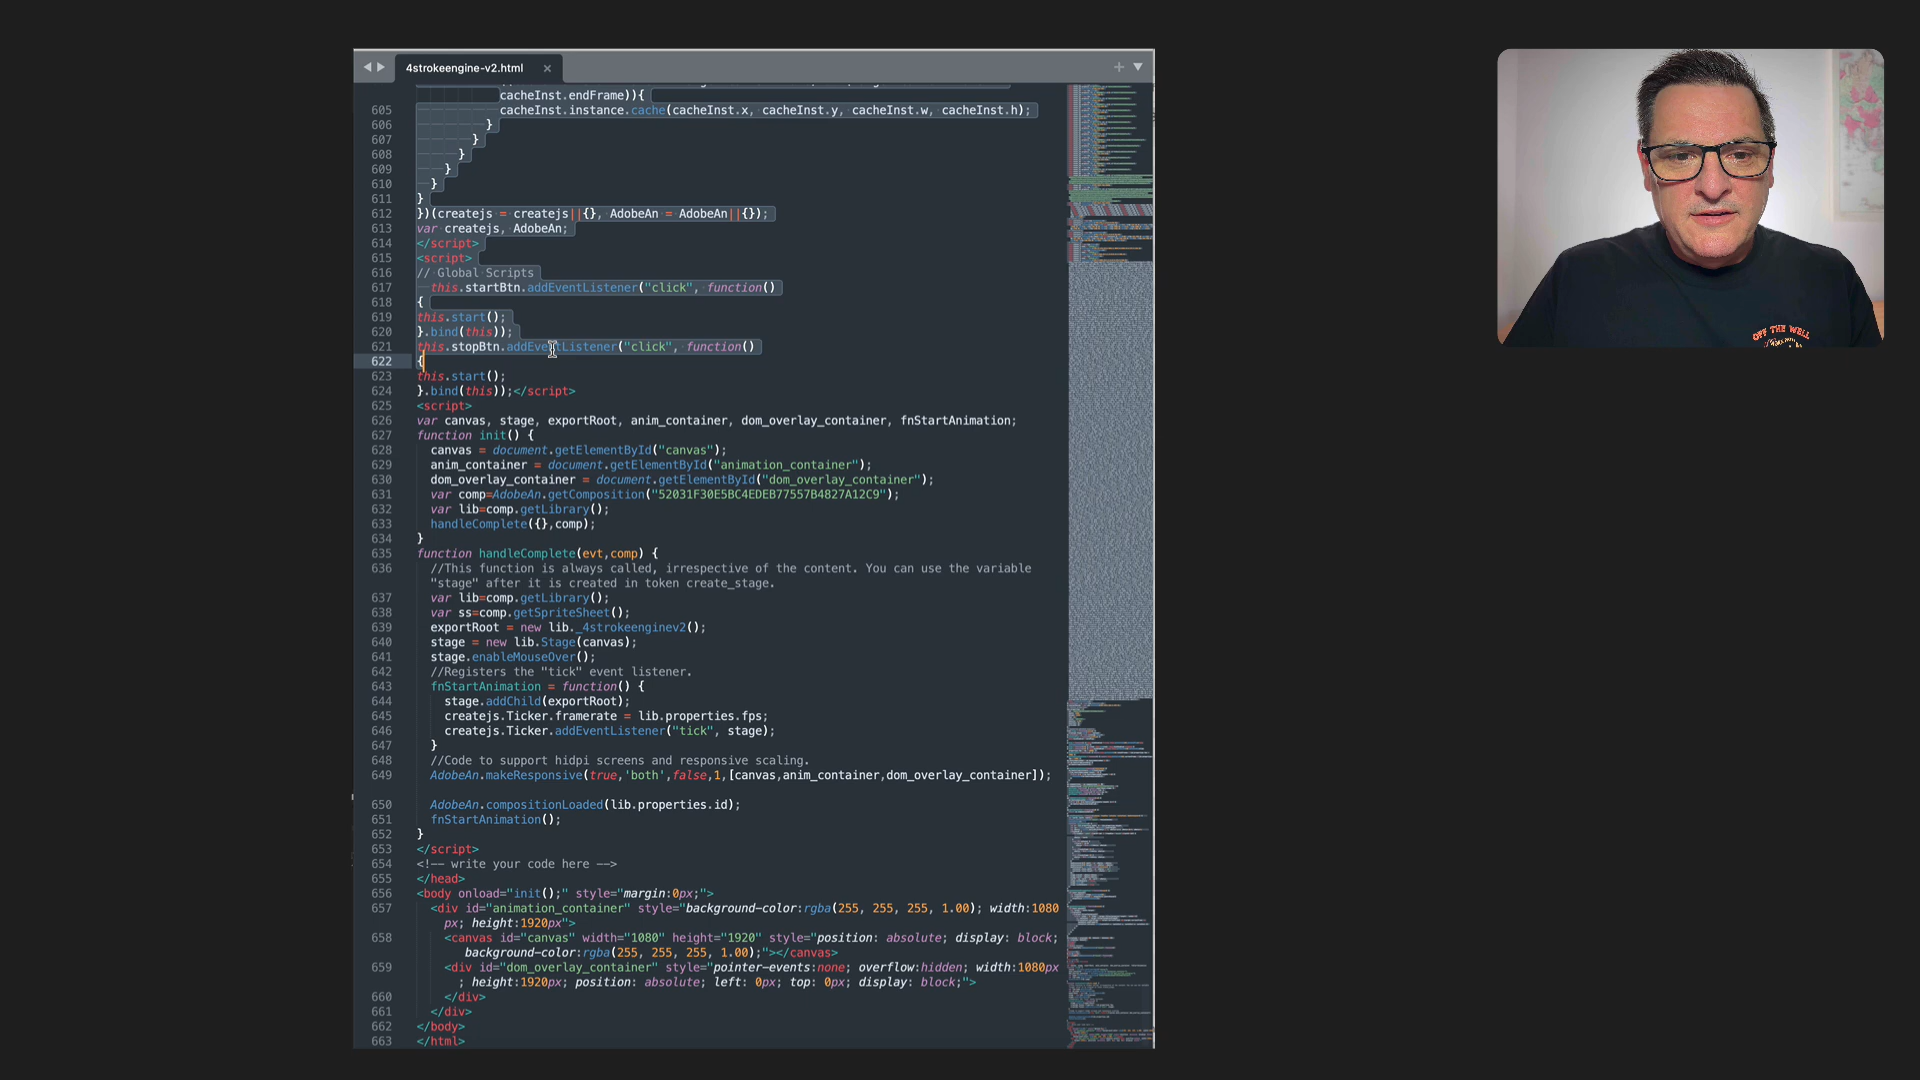 4strokeengine-v2.html
cacheInst.endFrame)){
605 cacheInst.instance.cache(cacheInst.x, cacheInst.y, cacheInst.w, cacheInst.h);
606 }
607 }
608 }
609 }
610 }
611 }
612 })(createjs = createjs||{}, AdobeAn = AdobeAn||{});
613 var createjs, AdobeAn;
614 </script>
615 <script>
616 // Global Scripts
617 this.startBtn.addEventListener("click", function()
618 {
619 this.start();
620 }.bind(this));
621 this.stopBtn.addEventListener("click", function()
622 {
623 this.start();
624 }.bind(this));</script>
625 <script>
626 var canvas, stage, exportRoot, anim_container, dom_overlay_container, fnStartAnimation;
627 function init() {
628 canvas = document.getElementById("canvas");
629 anim_container = document.getElementById("animation_container");
630 dom_overlay_container = document.getElementById("dom_overlay_container");
631 var comp=AdobeAn.getComposition("52031F30E5BC4EDEB77557B4827A12C9");
632 var lib=comp.getLibrary();
633 handleComplete({},comp);
634 }
635 function handleComplete(evt,comp) {
636 //This function is always called, irrespective of the content. You can use the variable
"stage" after it is created in token create_stage.
637 var lib=comp.getLibrary();
638 var ss=comp.getSpriteSheet();
639 exportRoot = new lib._4strokeenginev2();
640 stage = new lib.Stage(canvas);
641 stage.enableMouseOver();
642 //Registers the "tick" event listener.
643 fnStartAnimation = function() {
644 stage.addChild(exportRoot);
645 createjs.Ticker.framerate = lib.properties.fps;
646 createjs.Ticker.addEventListener("tick", stage);
647 }
648 //Code to support hidpi screens and responsive scaling.
649 AdobeAn.makeResponsive(true,'both',false,1,[canvas,anim_container,dom_overlay_container]);
650 AdobeAn.compositionLoaded(lib.properties.id);
651 fnStartAnimation();
652 }
653 </script>
654 <!-- write your code here -->
655 </head>
656 <body onload="init();" style="margin:0px;">
657 <div id="animation_container" style="background-color:rgba(255, 255, 255, 1.00); width:1080
px; height:1920px">
658 <canvas id="canvas" width="1080" height="1920" style="position: absolute; display: block;
background-color:rgba(255, 255, 255, 1.00);"></canvas>
659 <div id="dom_overlay_container" style="pointer-events:none; overflow:hidden; width:1080px
; height:1920px; position: absolute; left: 0px; top: 0px; display: block;">
660 </div>
661 </div>
662 </body>
663 </html>
OFF THE WALL